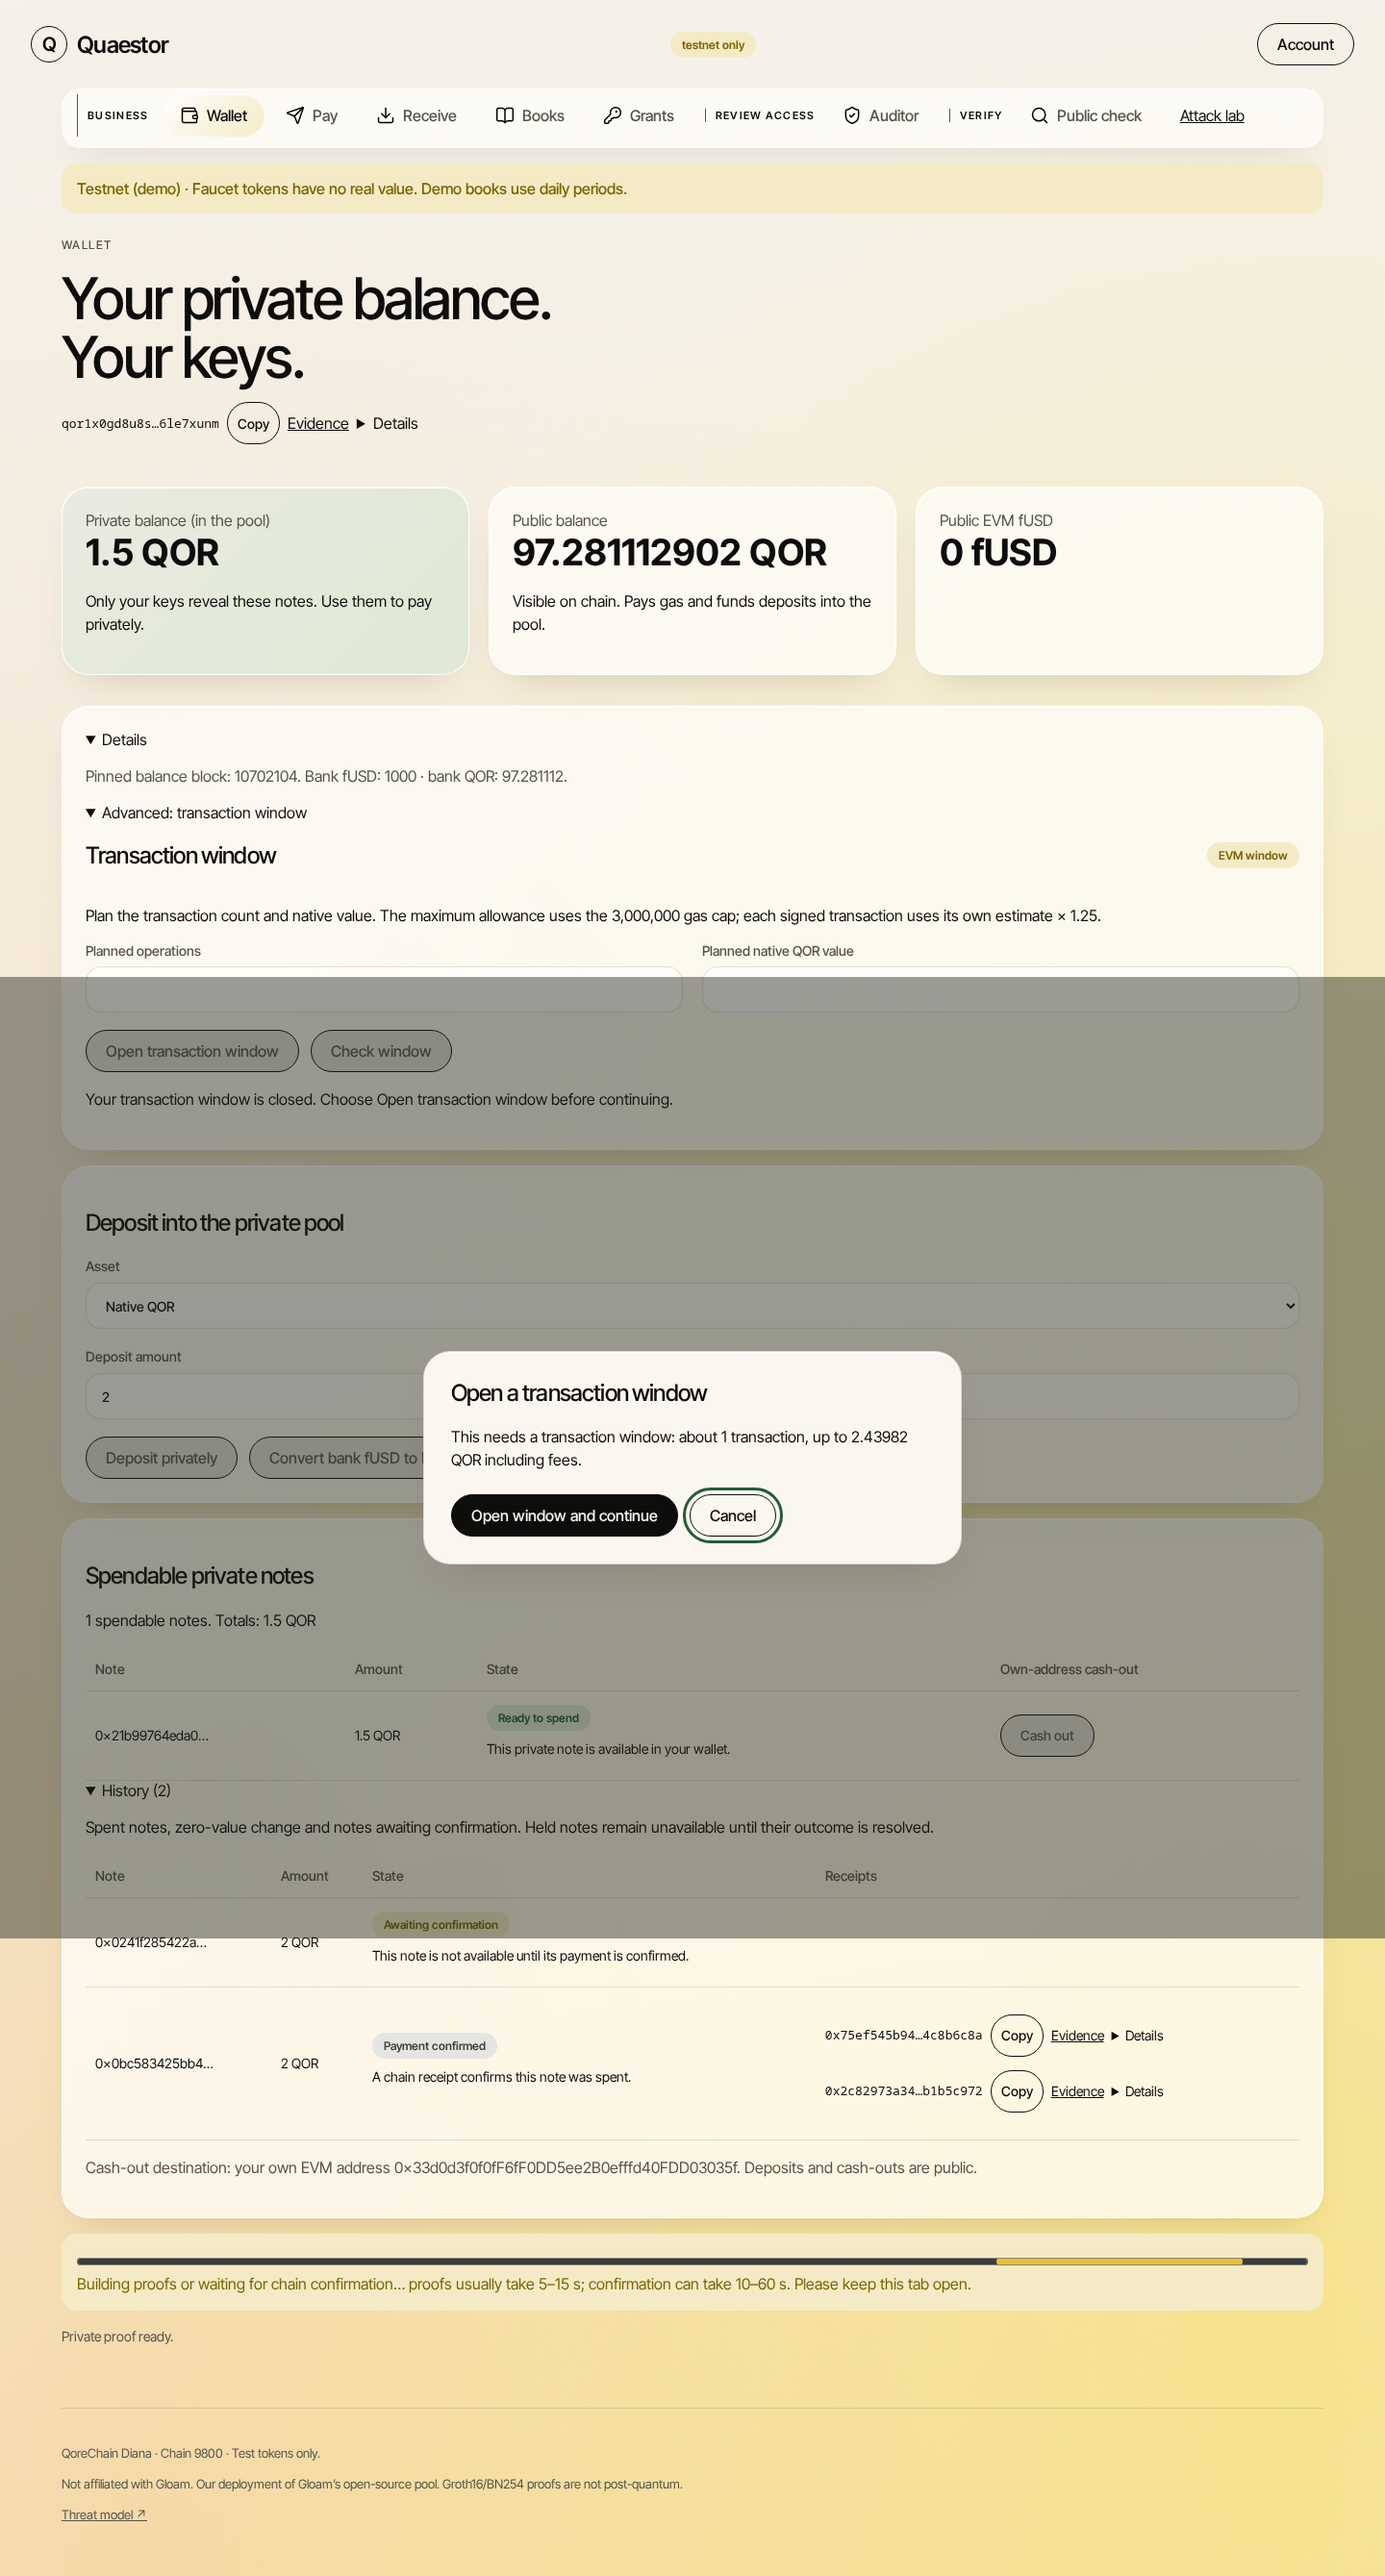 Q Quaestor
testnet only
Account
BUSINESS Wallet Pay Receive Books Grants REVIEW ACCESS Auditor VERIFY Public check Attack lab
Testnet (demo) · Faucet tokens have no real value. Demo books use daily periods.
WALLET
Your private balance.
Your keys.
qor1x0gd8u8s…6le7xunm Copy Evidence ▶ Details
Private balance (in the pool)
1.5 QOR
Only your keys reveal these notes. Use them to pay
privately.
Public balance
97.281112902 QOR
Visible on chain. Pays gas and funds deposits into the
pool.
Public EVM fUSD
0 fUSD
▼ Details
Pinned balance block: 10702104. Bank fUSD: 1000 · bank QOR: 97.281112.
▼ Advanced: transaction window
Transaction window
EVM window
Plan the transaction count and native value. The maximum allowance uses the 3,000,000 gas cap; each signed transaction uses its own estimate × 1.25.
Planned operations Planned native QOR value
Open transaction window Check window
Your transaction window is closed. Choose Open transaction window before continuing.
Deposit into the private pool
Asset
Native QOR
Deposit amount
2
Deposit privately Convert bank fUSD to
Open a transaction window
This needs a transaction window: about 1 transaction, up to 2.43982
QOR including fees.
Open window and continue Cancel
Spendable private notes
1 spendable notes. Totals: 1.5 QOR
Note Amount State Own-address cash-out
0×21b99764eda0… 1.5 QOR Ready to spend Cash out
This private note is available in your wallet.
▼ History (2)
Spent notes, zero-value change and notes awaiting confirmation. Held notes remain unavailable until their outcome is resolved.
Note Amount State Receipts
0×0241f285422a… 2 QOR Awaiting confirmation
This note is not available until its payment is confirmed.
0×0bc583425bb4… 2 QOR Payment confirmed
A chain receipt confirms this note was spent.
0x75ef545b94…4c8b6c8a Copy Evidence ▶ Details
0x2c82973a34…b1b5c972 Copy Evidence ▶ Details
Cash-out destination: your own EVM address 0×33d0d3f0f0fF6fF0DD5ee2B0efffd40FDD03035f. Deposits and cash-outs are public.
Building proofs or waiting for chain confirmation… proofs usually take 5–15 s; confirmation can take 10–60 s. Please keep this tab open.
Private proof ready.
QoreChain Diana · Chain 9800 · Test tokens only.
Not affiliated with Gloam. Our deployment of Gloam's open-source pool. Groth16/BN254 proofs are not post-quantum.
Threat model ↗